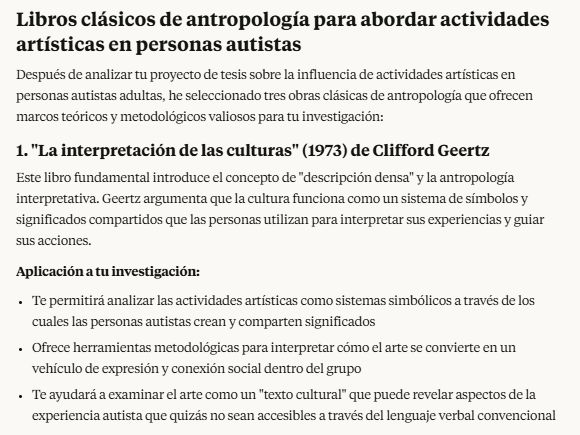 Libros clásicos de antropología para abordar actividades
artísticas en personas autistas
Después de analizar tu proyecto de tesis sobre la influencia de actividades artísticas en
personas autistas adultas, he seleccionado tres obras clásicas de antropología que ofrecen
marcos teóricos y metodológicos valiosos para tu investigación:
1. "La interpretación de las culturas" (1973) de Clifford Geertz
Este libro fundamental introduce el concepto de "descripción densa" y la antropología
interpretativa. Geertz argumenta que la cultura funciona como un sistema de símbolos y
significados compartidos que las personas utilizan para interpretar sus experiencias y guiar
sus acciones.
Aplicación a tu investigación:
• Te permitirá analizar las actividades artísticas como sistemas simbólicos a través de los
cuales las personas autistas crean y comparten significados
• Ofrece herramientas metodológicas para interpretar cómo el arte se convierte en un
vehículo de expresión y conexión social dentro del grupo
• Te ayudará a examinar el arte como un "texto cultural" que puede revelar aspectos de la
experiencia autista que quizás no sean accesibles a través del lenguaje verbal convencional